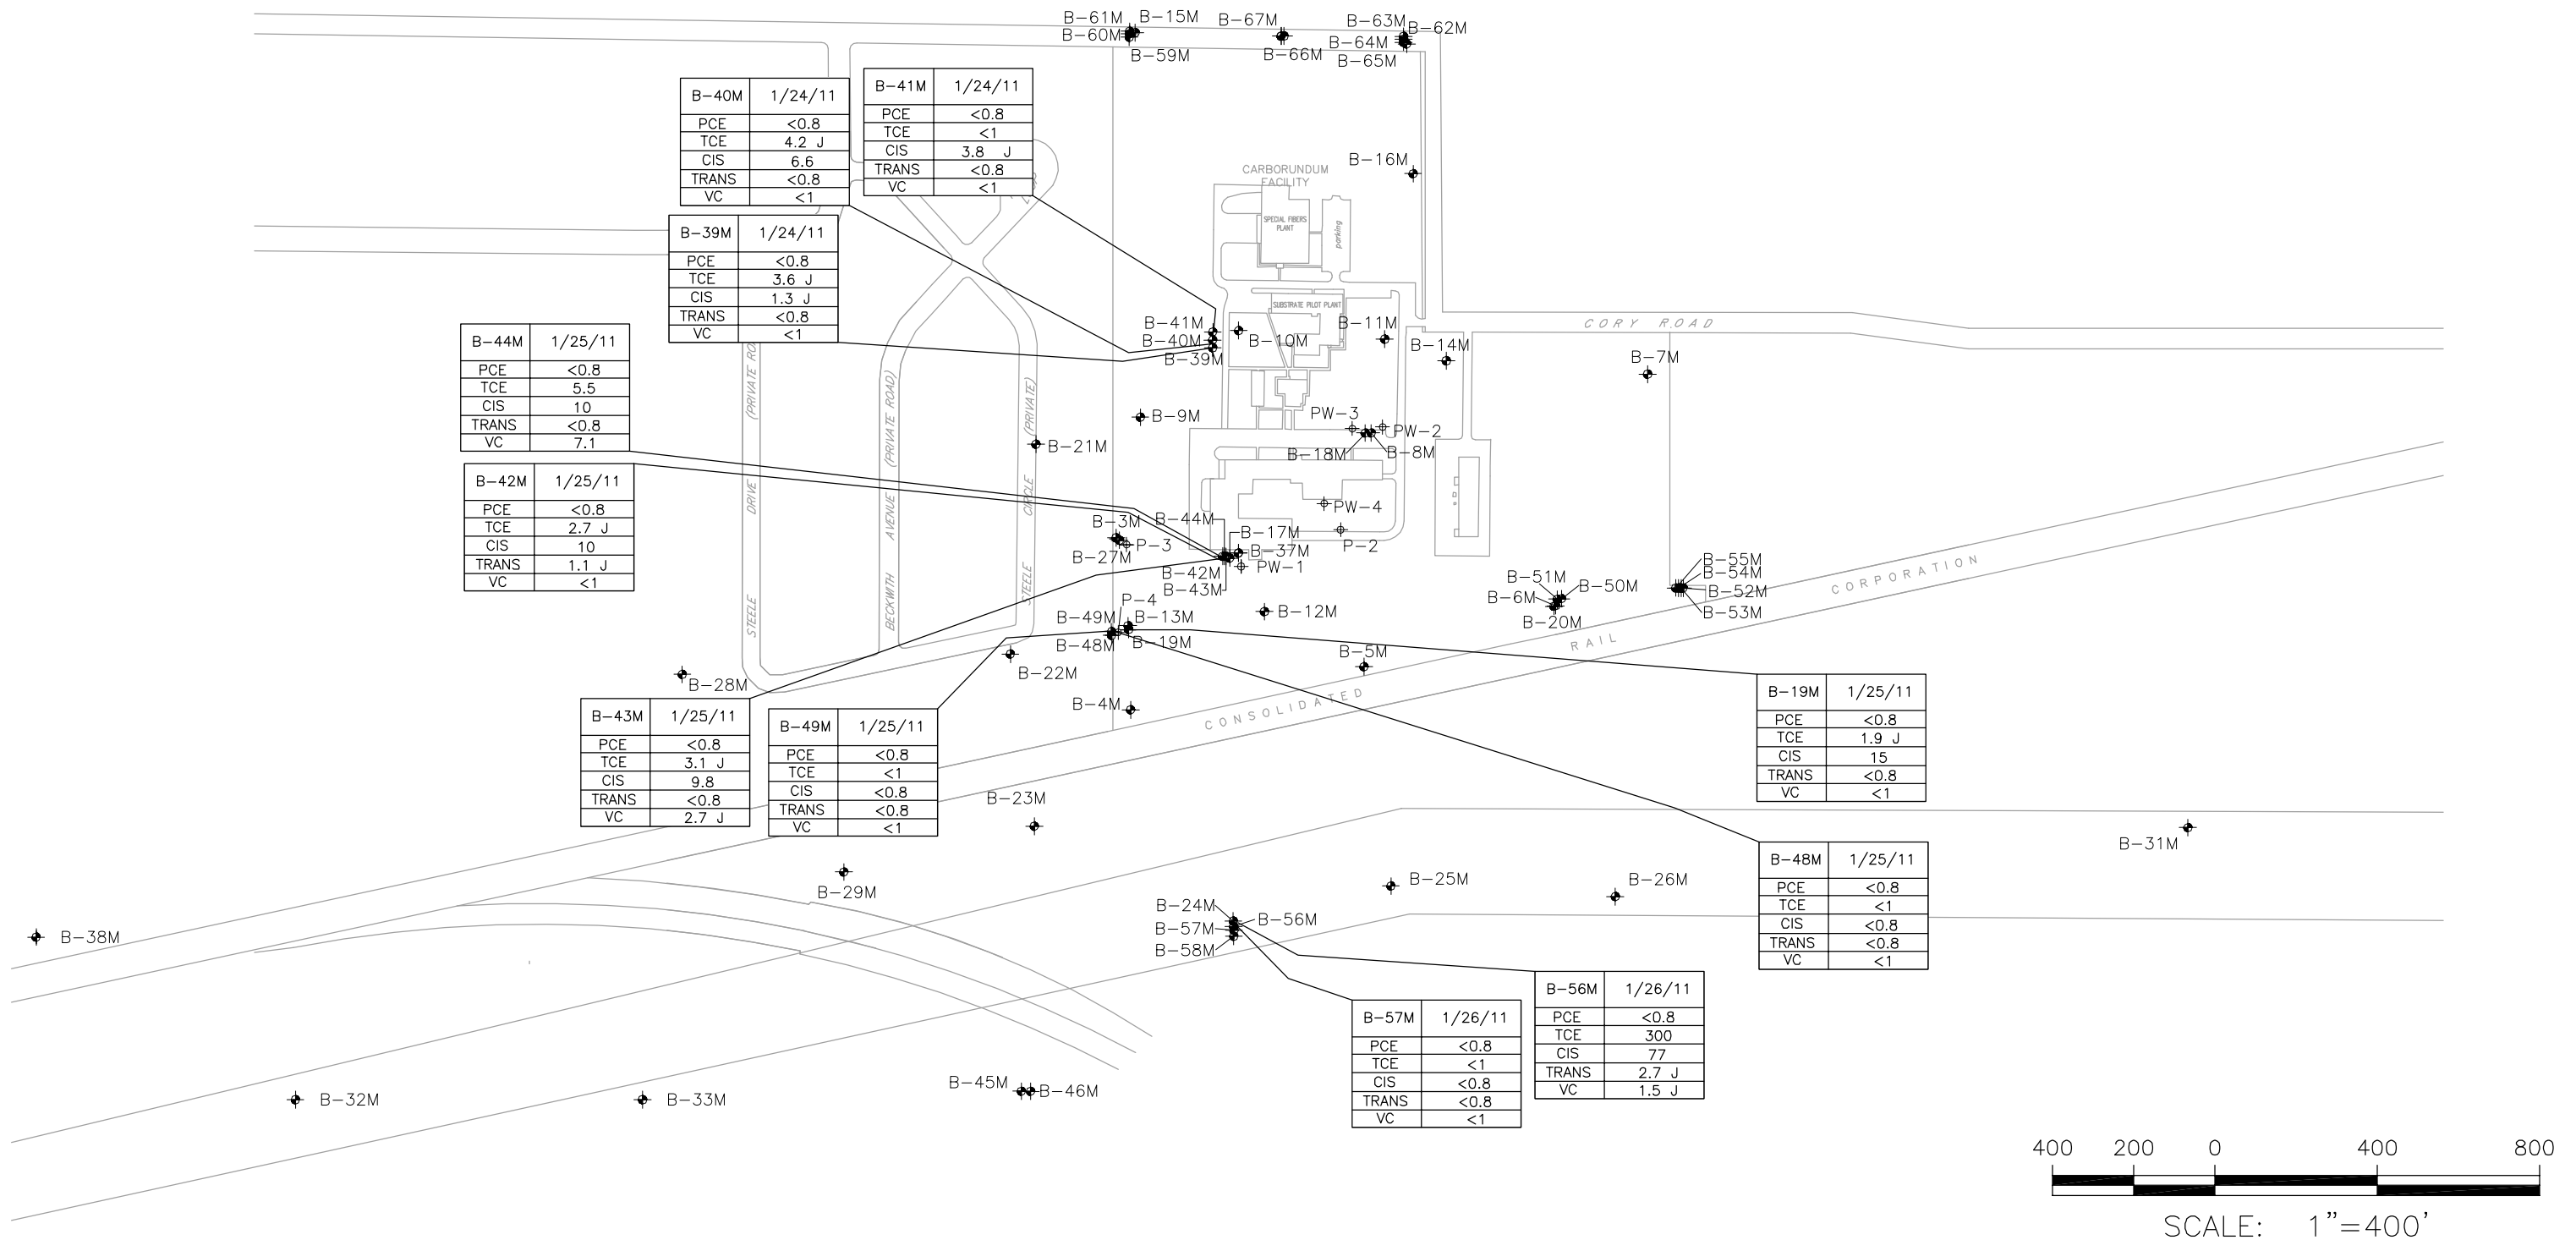 B-61M
B-15M
B-67M
B-63M
B-62M
B-60M
B-64M
B-59M
B-66M
B-65M
B-40M 1/24/11
PCE <0.8
TCE 4.2 J
CIS 6.6
TRANS <0.8
VC <1
B-41M 1/24/11
PCE <0.8
TCE <1
CIS 3.8 J
TRANS <0.8
VC <1
B-39M 1/24/11
PCE <0.8
TCE 3.6 J
CIS 1.3 J
TRANS <0.8
VC <1
B-16M
CARBORUNDUM
FACILITY
SPECIAL FIBERS
PLANT
parking
SUBSTRATE PILOT PLANT
B-41M
B-40M
B-39M
B-10M
B-11M
B-14M
CORY ROAD
B-7M
B-44M 1/25/11
PCE <0.8
TCE 5.5
CIS 10
TRANS <0.8
VC 7.1
B-42M 1/25/11
PCE <0.8
TCE 2.7 J
CIS 10
TRANS 1.1 J
VC <1
STEELE DRIVE (PRIVATE
BECKWITH AVENUE (PRIVATE ROAD)
STEELE CIRCLE (PRIVATE)
B-9M
B-21M
PW-3
PW-2
B-18M
B-8M
PW-4
P-2
B-3M
P-3
B-27M
B-44M
B-17M
B-37M
PW-1
B-42M
B-43M
B-12M
P-4
B-49M
B-13M
B-48M
B-19M
B-51M
B-50M
B-6M
B-20M
B-55M
B-54M
B-52M
B-53M
B-5M
B-22M
B-28M
B-4M
CONSOLIDATED RAIL CORPORATION
B-43M 1/25/11
PCE <0.8
TCE 3.1 J
CIS 9.8
TRANS <0.8
VC 2.7 J
B-49M 1/25/11
PCE <0.8
TCE <1
CIS <0.8
TRANS <0.8
VC <1
B-19M 1/25/11
PCE <0.8
TCE 1.9 J
CIS 15
TRANS <0.8
VC <1
B-48M 1/25/11
PCE <0.8
TCE <1
CIS <0.8
TRANS <0.8
VC <1
B-23M
B-29M
B-31M
B-25M
B-26M
B-38M
B-24M
B-56M
B-57M
B-58M
B-57M 1/26/11
PCE <0.8
TCE <1
CIS <0.8
TRANS <0.8
VC <1
B-56M 1/26/11
PCE <0.8
TCE 300
CIS 77
TRANS 2.7 J
VC 1.5 J
B-32M
B-33M
B-45M
B-46M
400 200 0 400 800
SCALE: 1"=400'